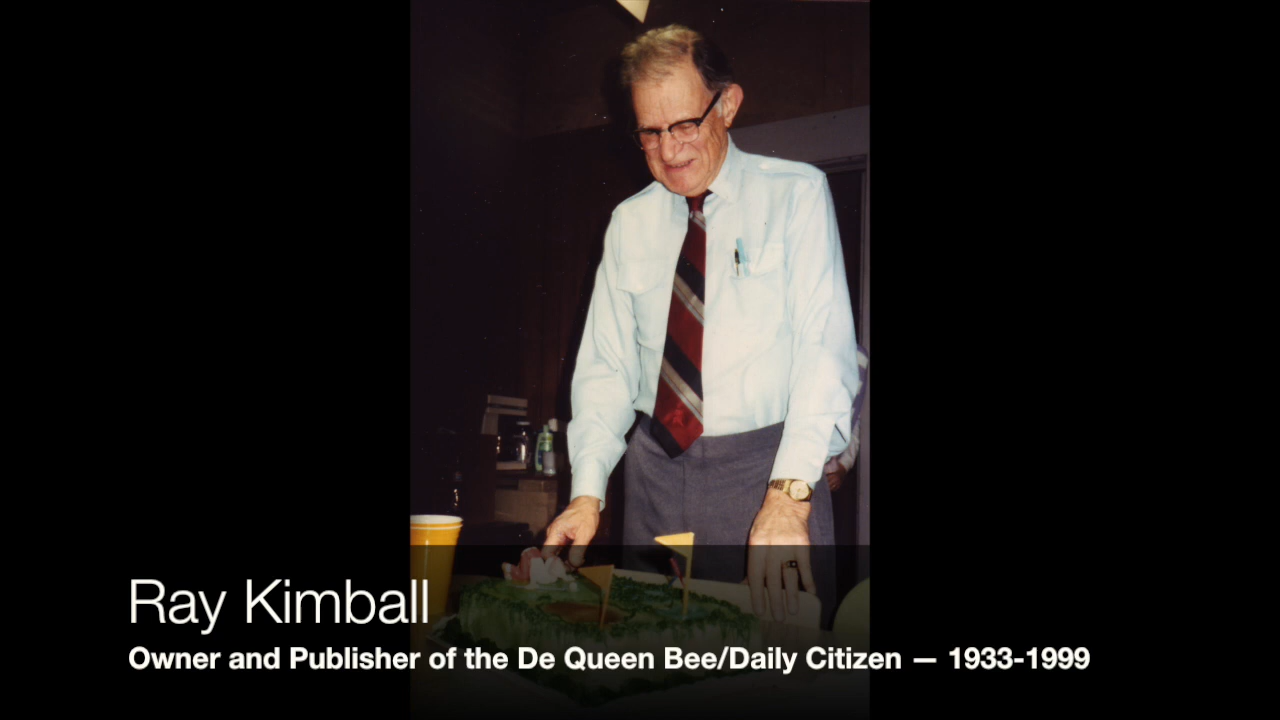 Ray Kimball
Owner and Publisher of the De Queen Bee/Daily Citizen — 1933-1999